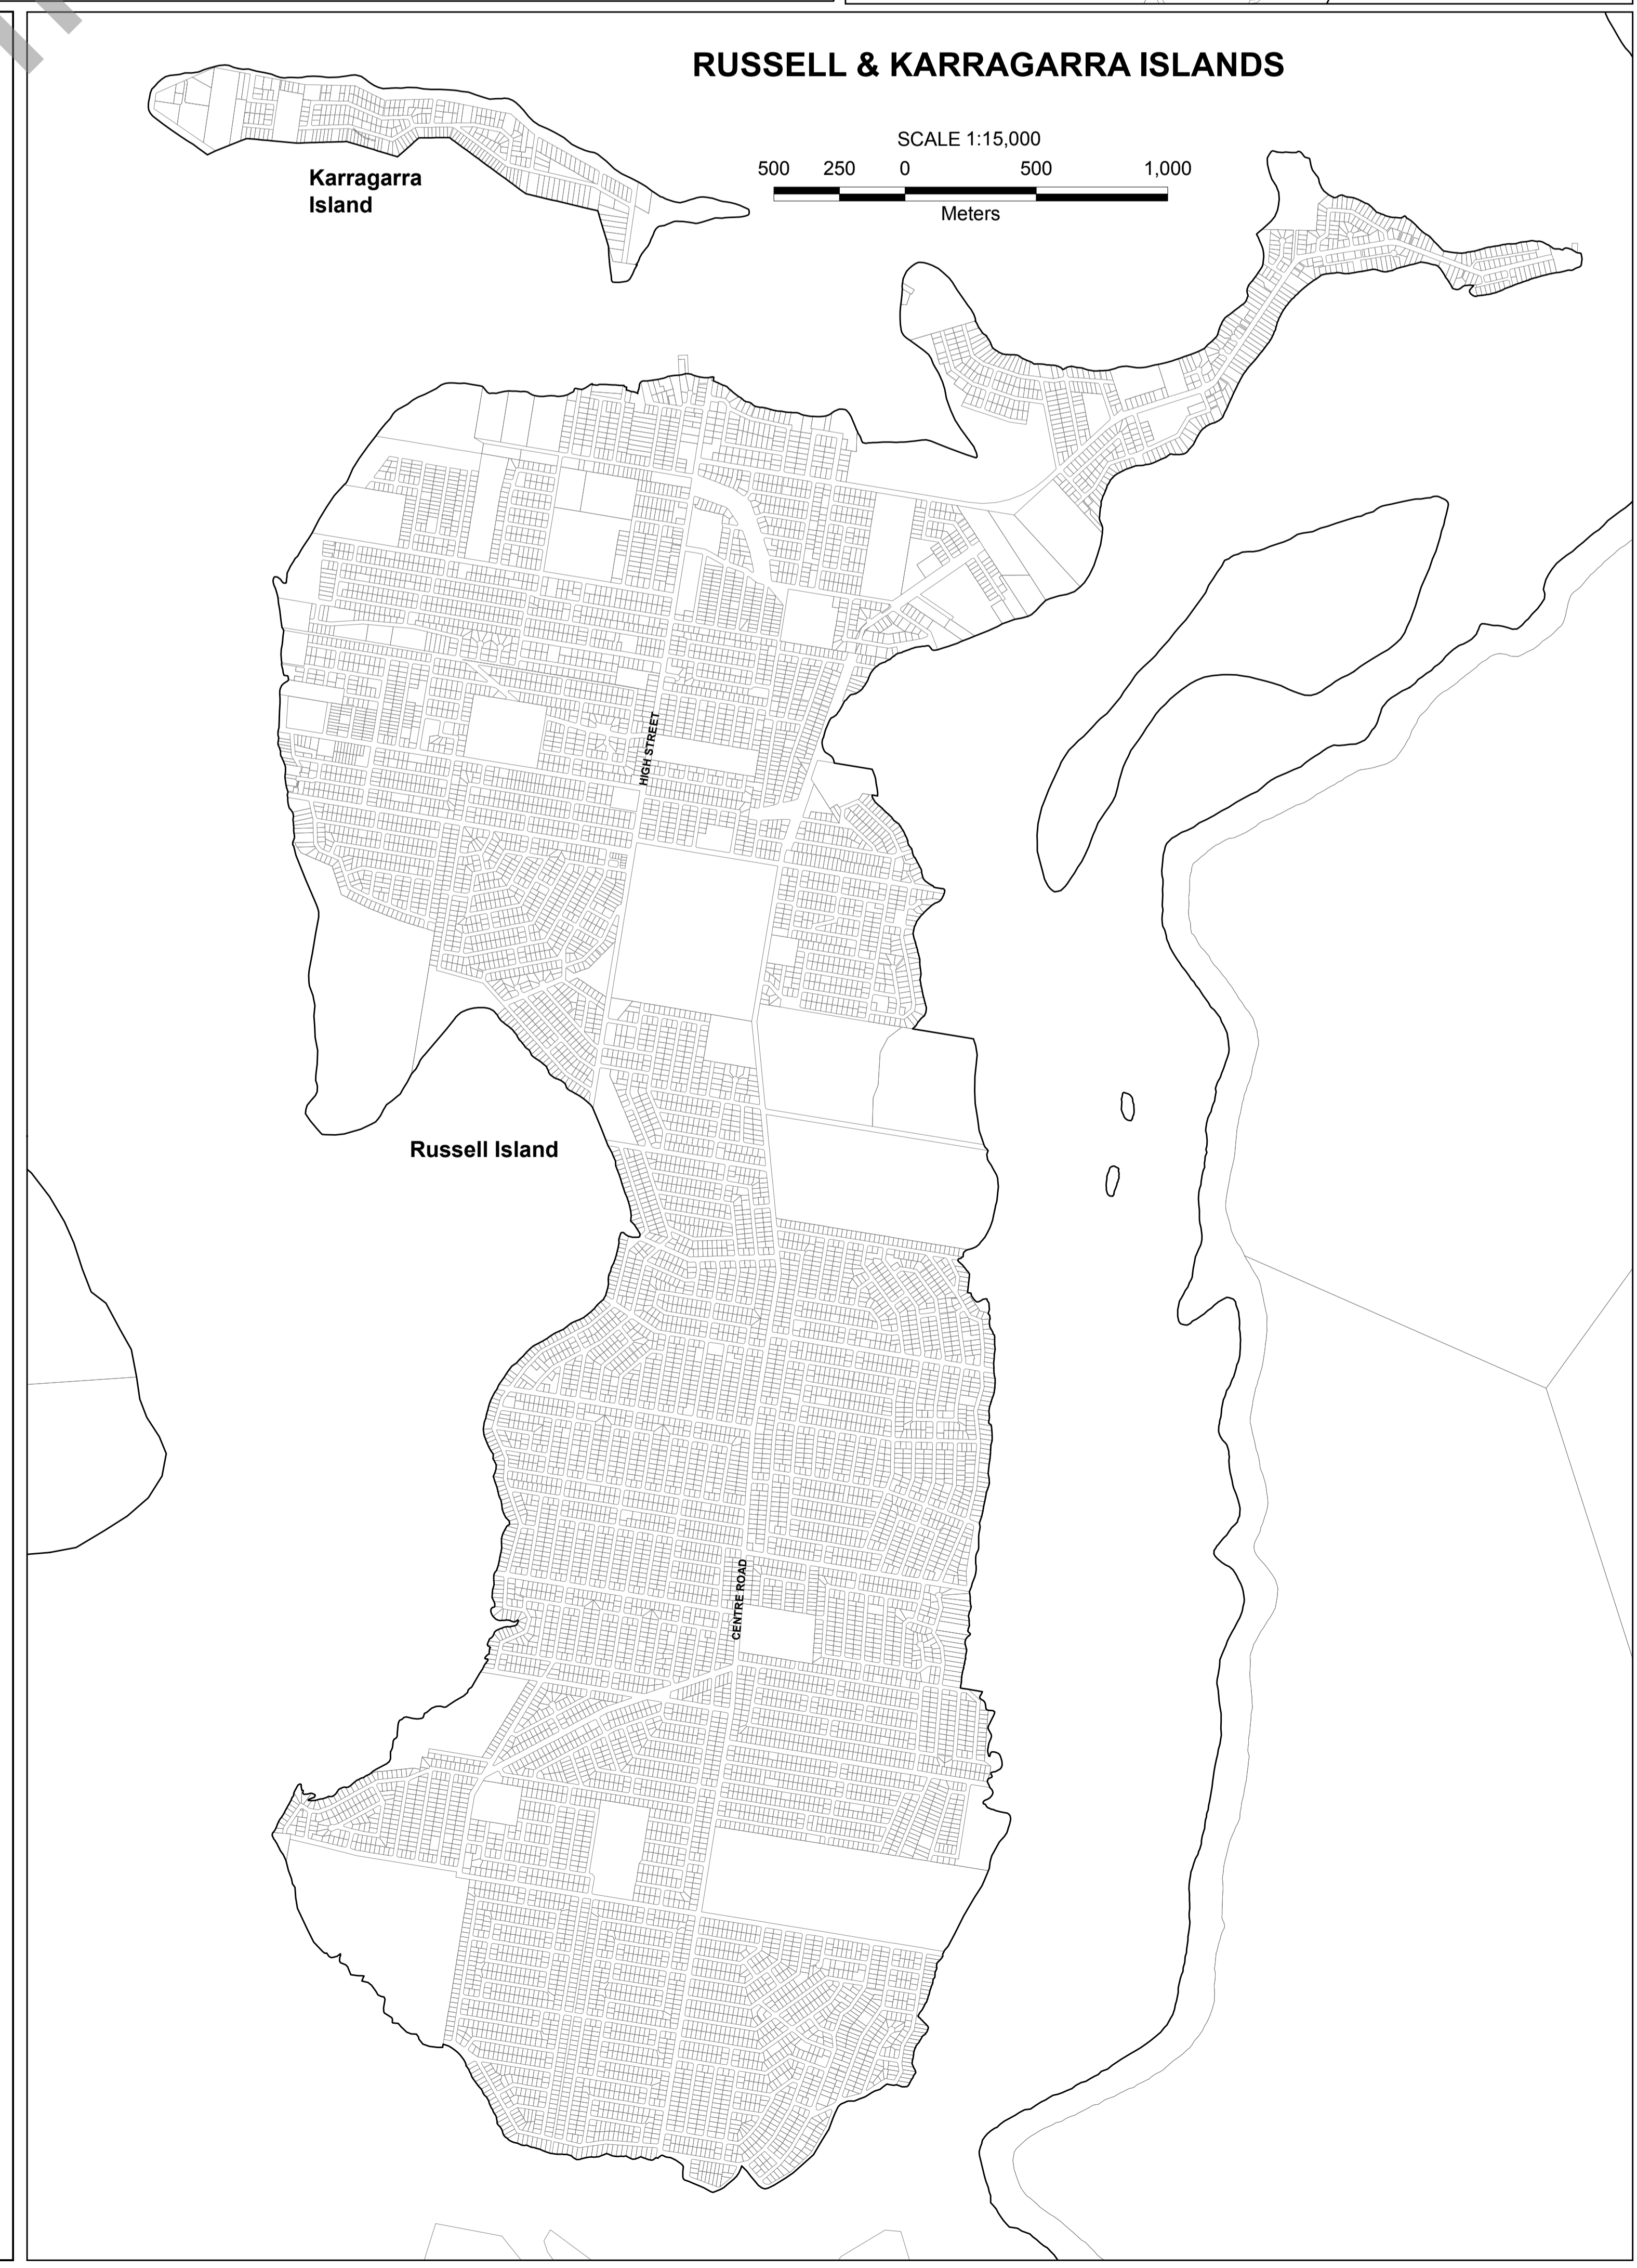 RUSSELL & KARRAGARRA ISLANDS
SCALE 1:15,000
500 250 0 500 1,000
Meters
Karragarra
Island
HIGH STREET
Russell Island
CENTRE ROAD